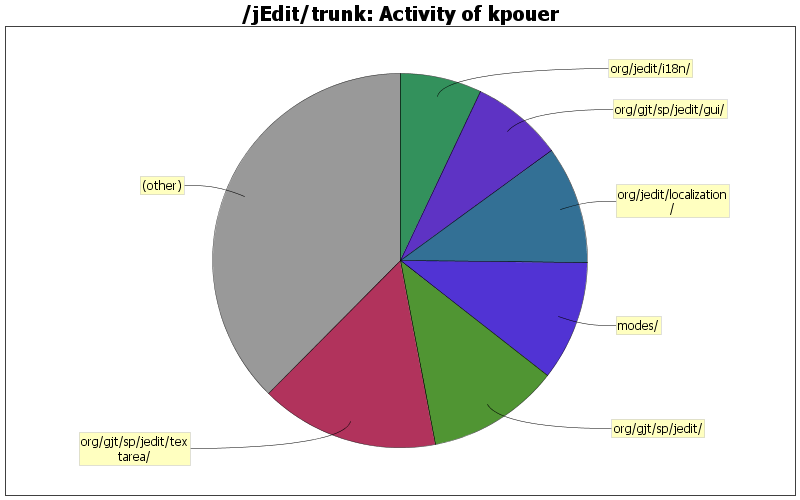 /jEdit/trunk: Activity of kpouer
org/jedit/i18n/
org/gjt/sp/jedit/gui/
(other)
org/jedit/localization
/
modes/
org/gjt/sp/jedit/
org/gjt/sp/jedit/tex
tarea/